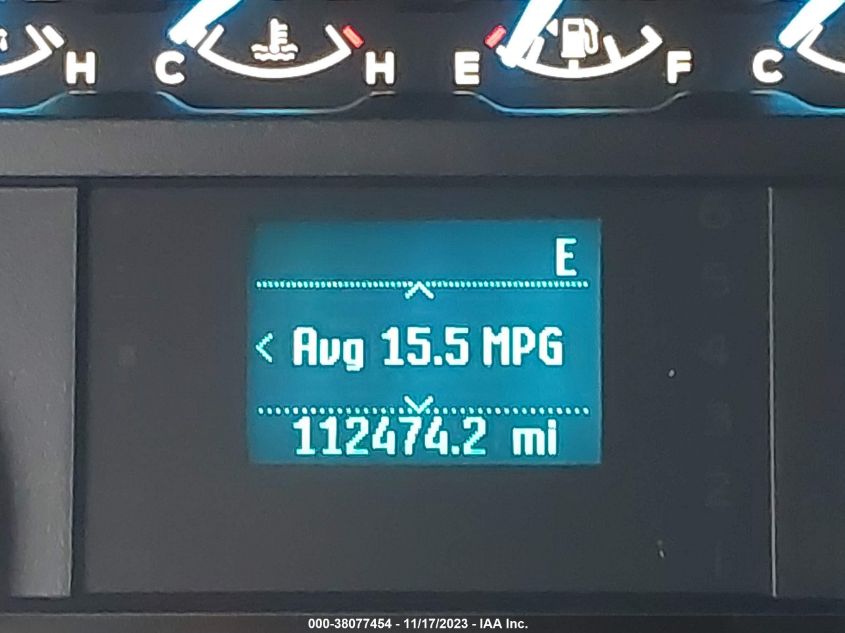 H C H E F C
E
< Avg 15.5 MPG
112474.2 mi
000-38077454 - 11/17/2023 - IAA Inc.